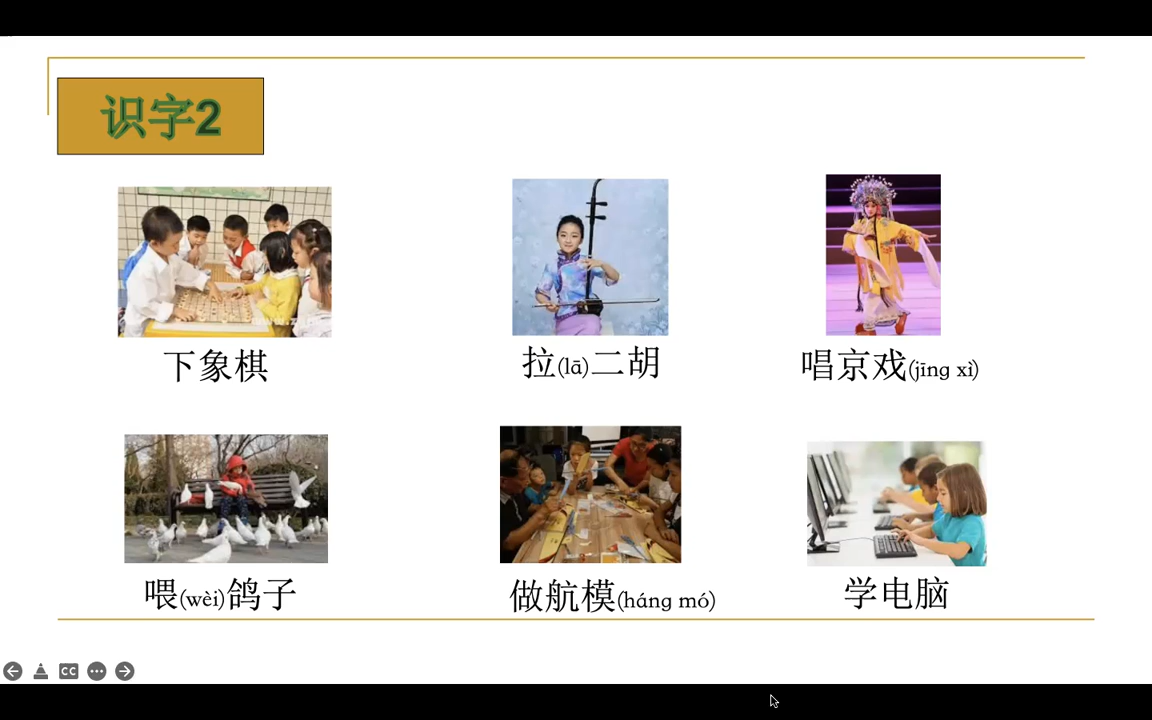 识字2
下象棋
拉(lā)二胡
唱京戏(jīng xì)
喂(wèi)鸽子
做航模(háng mó)
学电脑
CC